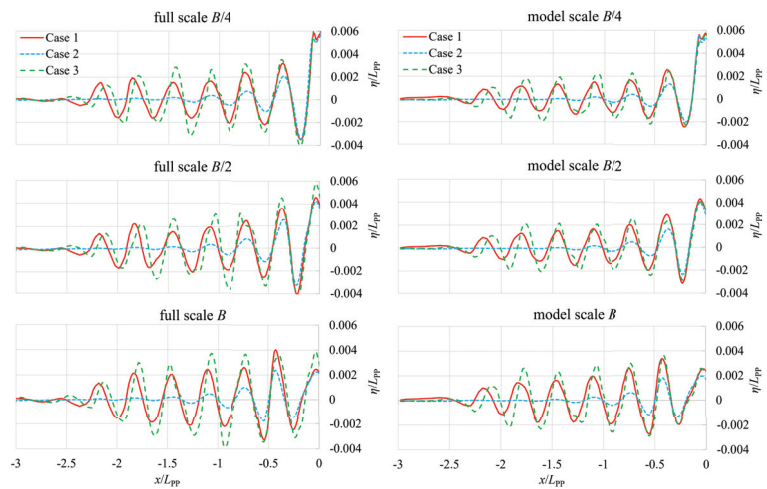 full scale B/4
Case 1
Case 2
Case 3
0.006
0.004
0.002
0
-0.002
-0.004
η/LPP
model scale B/4
Case 1
Case 2
Case 3
0.006
0.004
0.002
0
-0.002
-0.004
η/LPP
full scale B/2
0.006
0.004
0.002
0
-0.002
-0.004
η/LPP
model scale B/2
0.006
0.004
0.002
0
-0.002
-0.004
η/LPP
full scale B
0.006
0.004
0.002
0
-0.002
-0.004
η/LPP
-3 -2.5 -2 -1.5 -1 -0.5 0
x/LPP
model scale B
0.006
0.004
0.002
0
-0.002
-0.004
η/LPP
-3 -2.5 -2 -1.5 -1 -0.5 0
x/LPP